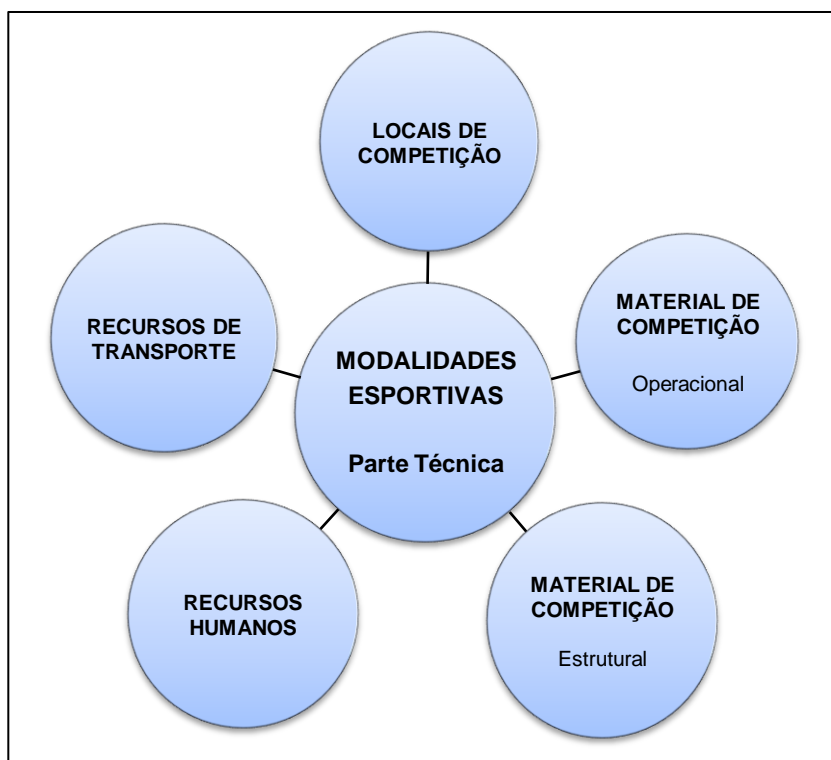 LOCAIS DE
COMPETIÇÃO
MATERIAL DE
COMPETIÇÃO
Operacional
RECURSOS DE
TRANSPORTE
MODALIDADES
ESPORTIVAS
Parte Técnica
MATERIAL DE
COMPETIÇÃO
Estrutural
RECURSOS
HUMANOS